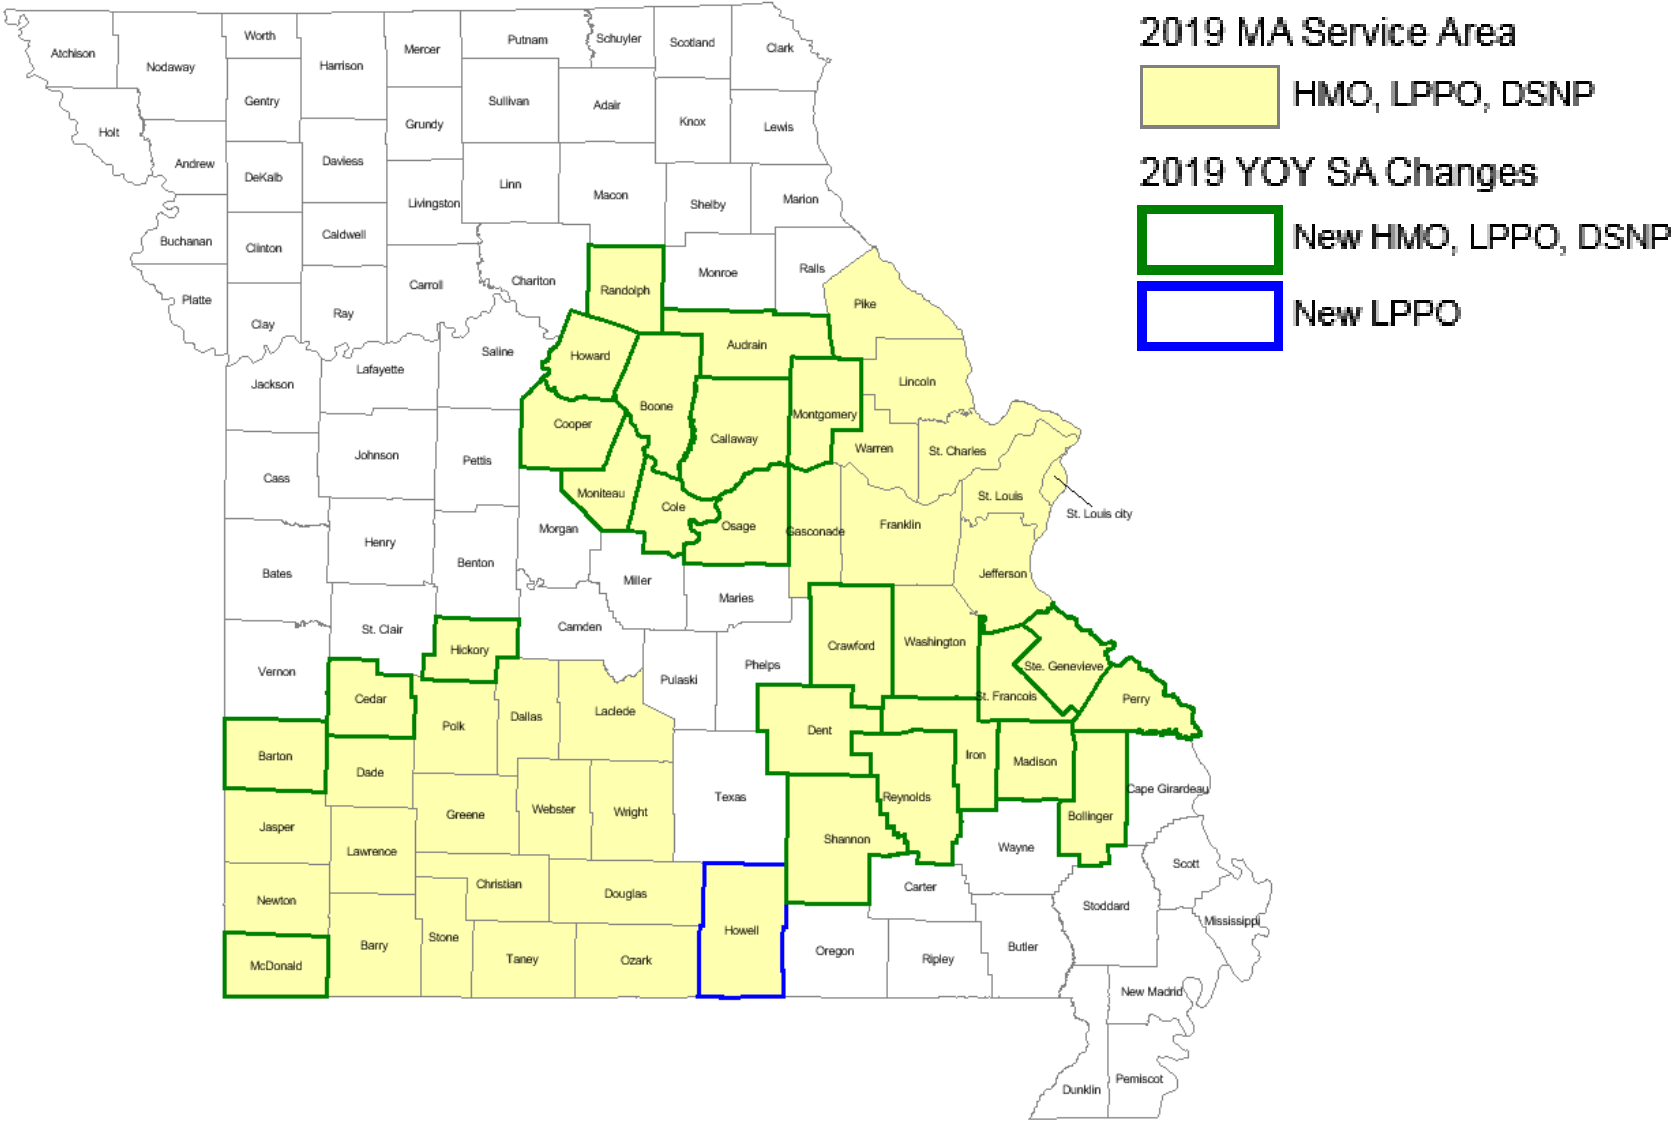 2019 MA Service Area
HMO, LPPO, DSNP
2019 YOY SA Changes
New HMO, LPPO, DSNP
New LPPO
Atchison
Nodaway
Worth
Harrison
Mercer
Putnam
Schuyler
Scotland
Clark
Holt
Gentry
Sullivan
Adair
Grundy
Knox
Lewis
Andrew
DeKalb
Daviess
Livingston
Linn
Macon
Shelby
Marion
Buchanan
Clinton
Caldwell
Carroll
Chariton
Randolph
Monroe
Ralls
Platte
Clay
Ray
Pike
Saline
Howard
Audrain
Jackson
Lafayette
Boone
Lincoln
Cooper
Callaway
Montgomery
Johnson
Pettis
Warren
St. Charles
Cass
Moniteau
Cole
Osage
Gasconade
Franklin
St. Louis
St. Louis city
Morgan
Henry
Benton
Bates
Miller
Maries
Jefferson
St. Clair
Camden
Hickory
Crawford
Washington
Vernon
Phelps
Pulaski
Ste. Genevieve
St. Francois
Perry
Cedar
Polk
Dallas
Laclede
Dent
Barton
Dade
Iron
Madison
Texas
Reynolds
Cape Girardeau
Jasper
Greene
Webster
Wright
Bollinger
Lawrence
Shannon
Wayne
Scott
Newton
Christian
Douglas
Carter
Stoddard
Mississippi
Barry
Stone
Howell
Oregon
Ripley
Butler
McDonald
Taney
Ozark
New Madrid
Dunklin
Pemiscot